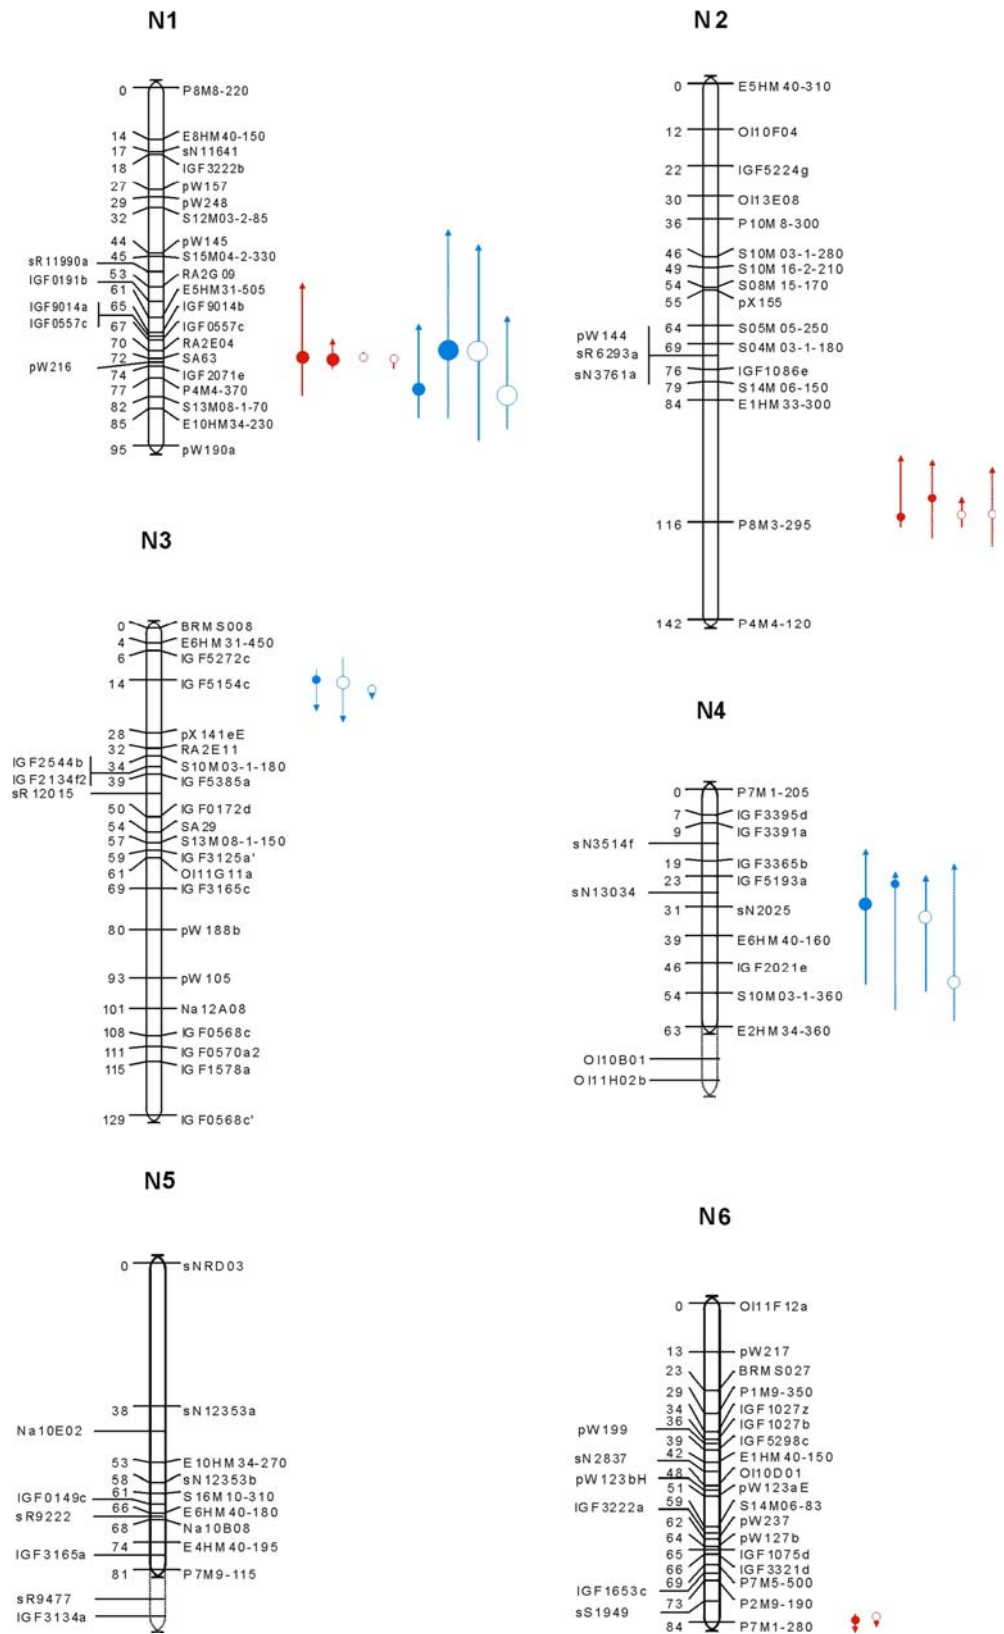 N1
0 P8M8-220
14 E8HM40-150
17 sN11641
18 IGF3222b
27 pW157
29 pW248
32 S12M03-2-85
44 pW145
45 S15M04-2-330
sR11990a
53 RA2G09
IGF0191b
61 E5HM31-505
IGF9014a 65 IGF9014b
IGF0557c 67 IGF0557c
70 RA2E04
72 SA63
pW216
74 IGF2071e
77 P4M4-370
82 S13M08-1-70
85 E10HM34-230
95 pW190a
N2
0 E5HM40-310
12 OI10F04
22 IGF5224g
30 OI13E08
36 P10M8-300
46 S10M03-1-280
49 S10M16-2-210
54 S08M15-170
55 pX155
64 S05M05-250
pW144
69 S04M03-1-180
sR6293a
76 IGF1086e
sN3761a
79 S14M06-150
84 E1HM33-300
116 P8M3-295
142 P4M4-120
N3
0 BRMS008
4 E6HM31-450
6 IGF5272c
14 IGF5154c
28 pX141eE
32 RA2E11
IGF2544b
34 S10M03-1-180
IGF2134f2
39 IGF5385a
sR12015
50 IGF0172d
54 SA29
57 S13M08-1-150
59 IGF3125a'
61 OI11G11a
69 IGF3165c
80 pW188b
93 pW105
101 Na12A08
108 IGF0568c
111 IGF0570a2
115 IGF1578a
129 IGF0568c'
N4
0 P7M1-205
7 IGF3395d
9 IGF3391a
sN3514f
19 IGF3365b
23 IGF5193a
sN13034
31 sN2025
39 E6HM40-160
46 IGF2021e
54 S10M03-1-360
63 E2HM34-360
OI10B01
OI11H02b
N5
0 sNRD03
38 sN12353a
Na10E02
53 E10HM34-270
58 sN12353b
61 S16M10-310
IGF0149c
66 E6HM40-180
sR9222
68 Na10B08
74 E4HM40-195
IGF3165a
81 P7M9-115
sR9477
IGF3134a
N6
0 OI11F12a
13 pW217
23 BRMS027
29 P1M9-350
34 IGF1027z
36 IGF1027b
pW199
39 IGF5298c
42 E1HM40-150
sN2837
48 OI10D01
pW123bH
51 pW123aE
59 S14M06-83
IGF3222a
62 pW237
64 pW127b
65 IGF1075d
66 IGF3321d
69 P7M5-500
IGF1653c
73 P2M9-190
sS1949
84 P7M1-280